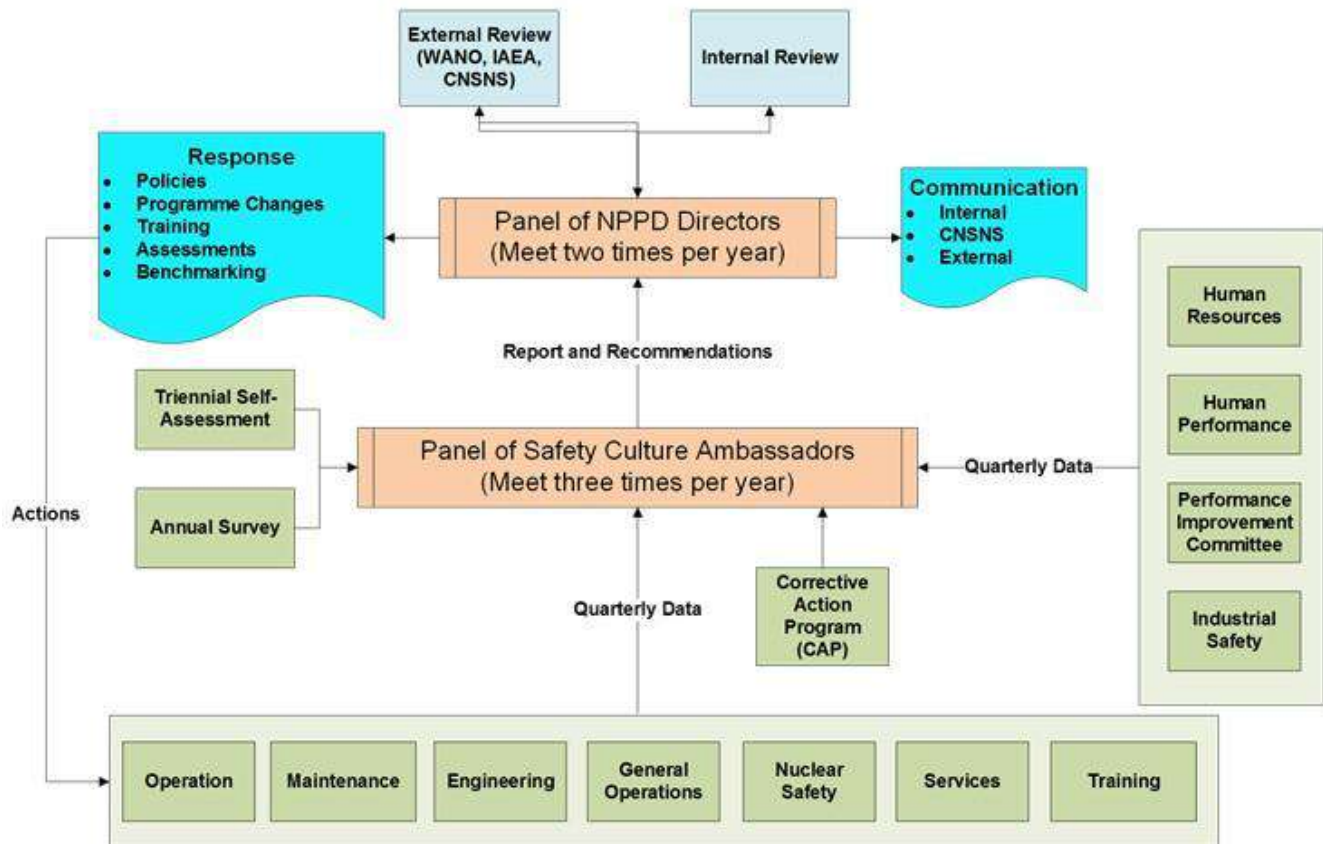 External Review
(WANO, IAEA,
CNSNS)
Internal Review
Response
• Policies
• Programme Changes
• Training
• Assessments
• Benchmarking
Panel of NPPD Directors
(Meet two times per year)
Communication
• Internal
• CNSNS
• External
Human
Resources
Report and Recommendations
Triennial Self-
Assessment
Human
Performance
Panel of Safety Culture Ambassadors
(Meet three times per year)
Quarterly Data
Actions
Annual Survey
Performance
Improvement
Committee
Quarterly Data
Corrective
Action
Program
(CAP)
Industrial
Safety
Operation
Maintenance
Engineering
General
Operations
Nuclear
Safety
Services
Training